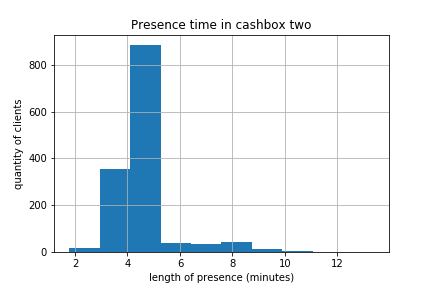 Presence time in cashbox two
quantity of clients
800
600
400
200
0
2 4 6 8 10 12
length of presence (minutes)